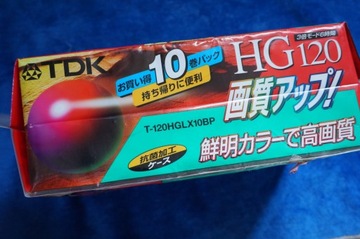 TDK
お買い得10巻パック
持ち帰りに便利
3倍モード6時間
HG120
画質アップ!
T-120HGLX10BP
鮮明カラーで高画質
抗菌加工
ケース